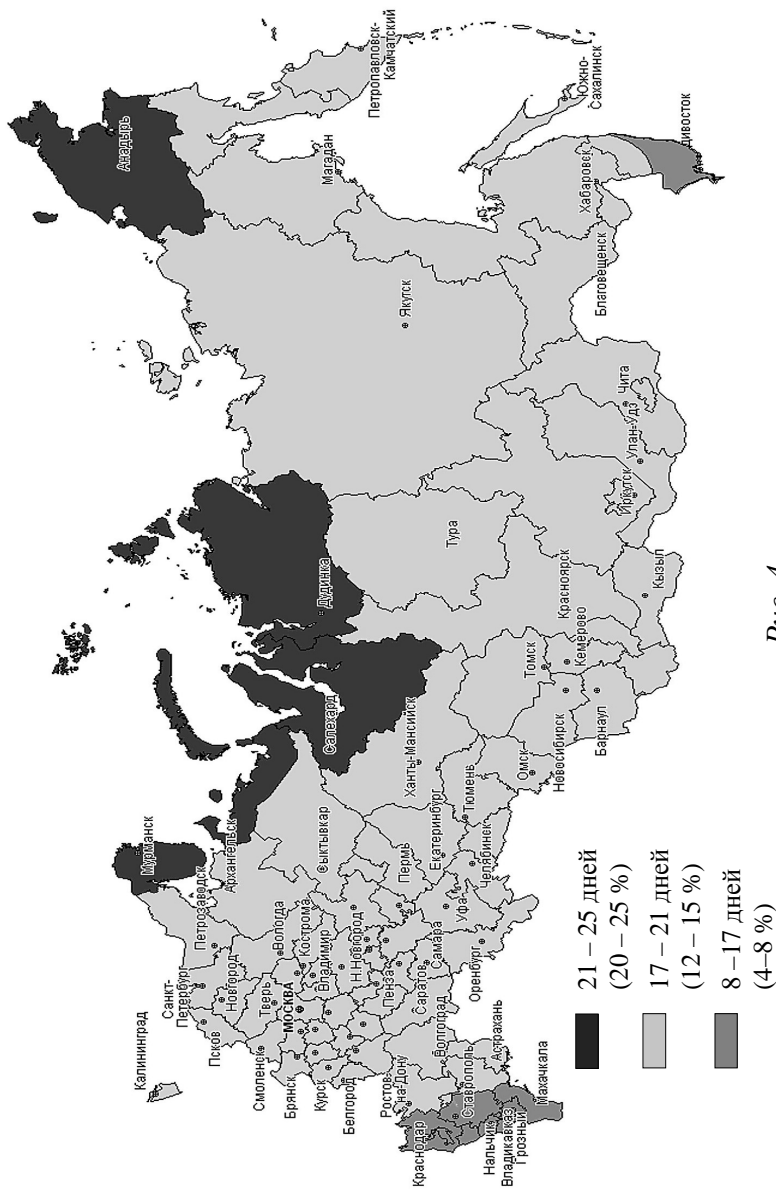 Анадырь
Петропавловск-
Камчатский
Магадан
Южно-
Сахалинск
Якутск
Хабаровск
дивосток
Благовещенск
Чита
Улан-Удэ
Иркутск
Тура
Дудинка
Красноярск
Кызыл
Кемерово
Томск
Новосибирск
Барнаул
Омск
Салехард
Ханты-Мансийск
Тюмень
Екатеринбург
Челябинск
Мурманск
Архангельск
Сыктывкар
Пермь
Уфа
Оренбург
Петрозаводск
Вологда
Кострома
Владимир
Н.Новгород
Пенза
Самара
Саратов
Санкт-
Петербург
Новгород
Тверь
МОСКВА
Псков
Смоленск
Брянск
Курск
Белгород
Калининград
Волгоград
Ростов-
на-Дону
Астрахань
Ставрополь
Краснодар
Нальчик
Владикавказ
Грозный
Махачкала
21 – 25 дней
(20 – 25 %)
17 – 21 дней
(12 – 15 %)
8 –17 дней
(4–8 %)